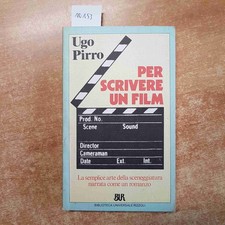 Ugo
Pirro
PER
SCRIVERE
UN FILM
Prod. No.
Scene Sound
Director
Cameraman
Date Ext. Int.
La semplice arte della sceneggiatura
narrata come un romanzo
BUR
BIBLIOTECA UNIVERSALE RIZZOLI